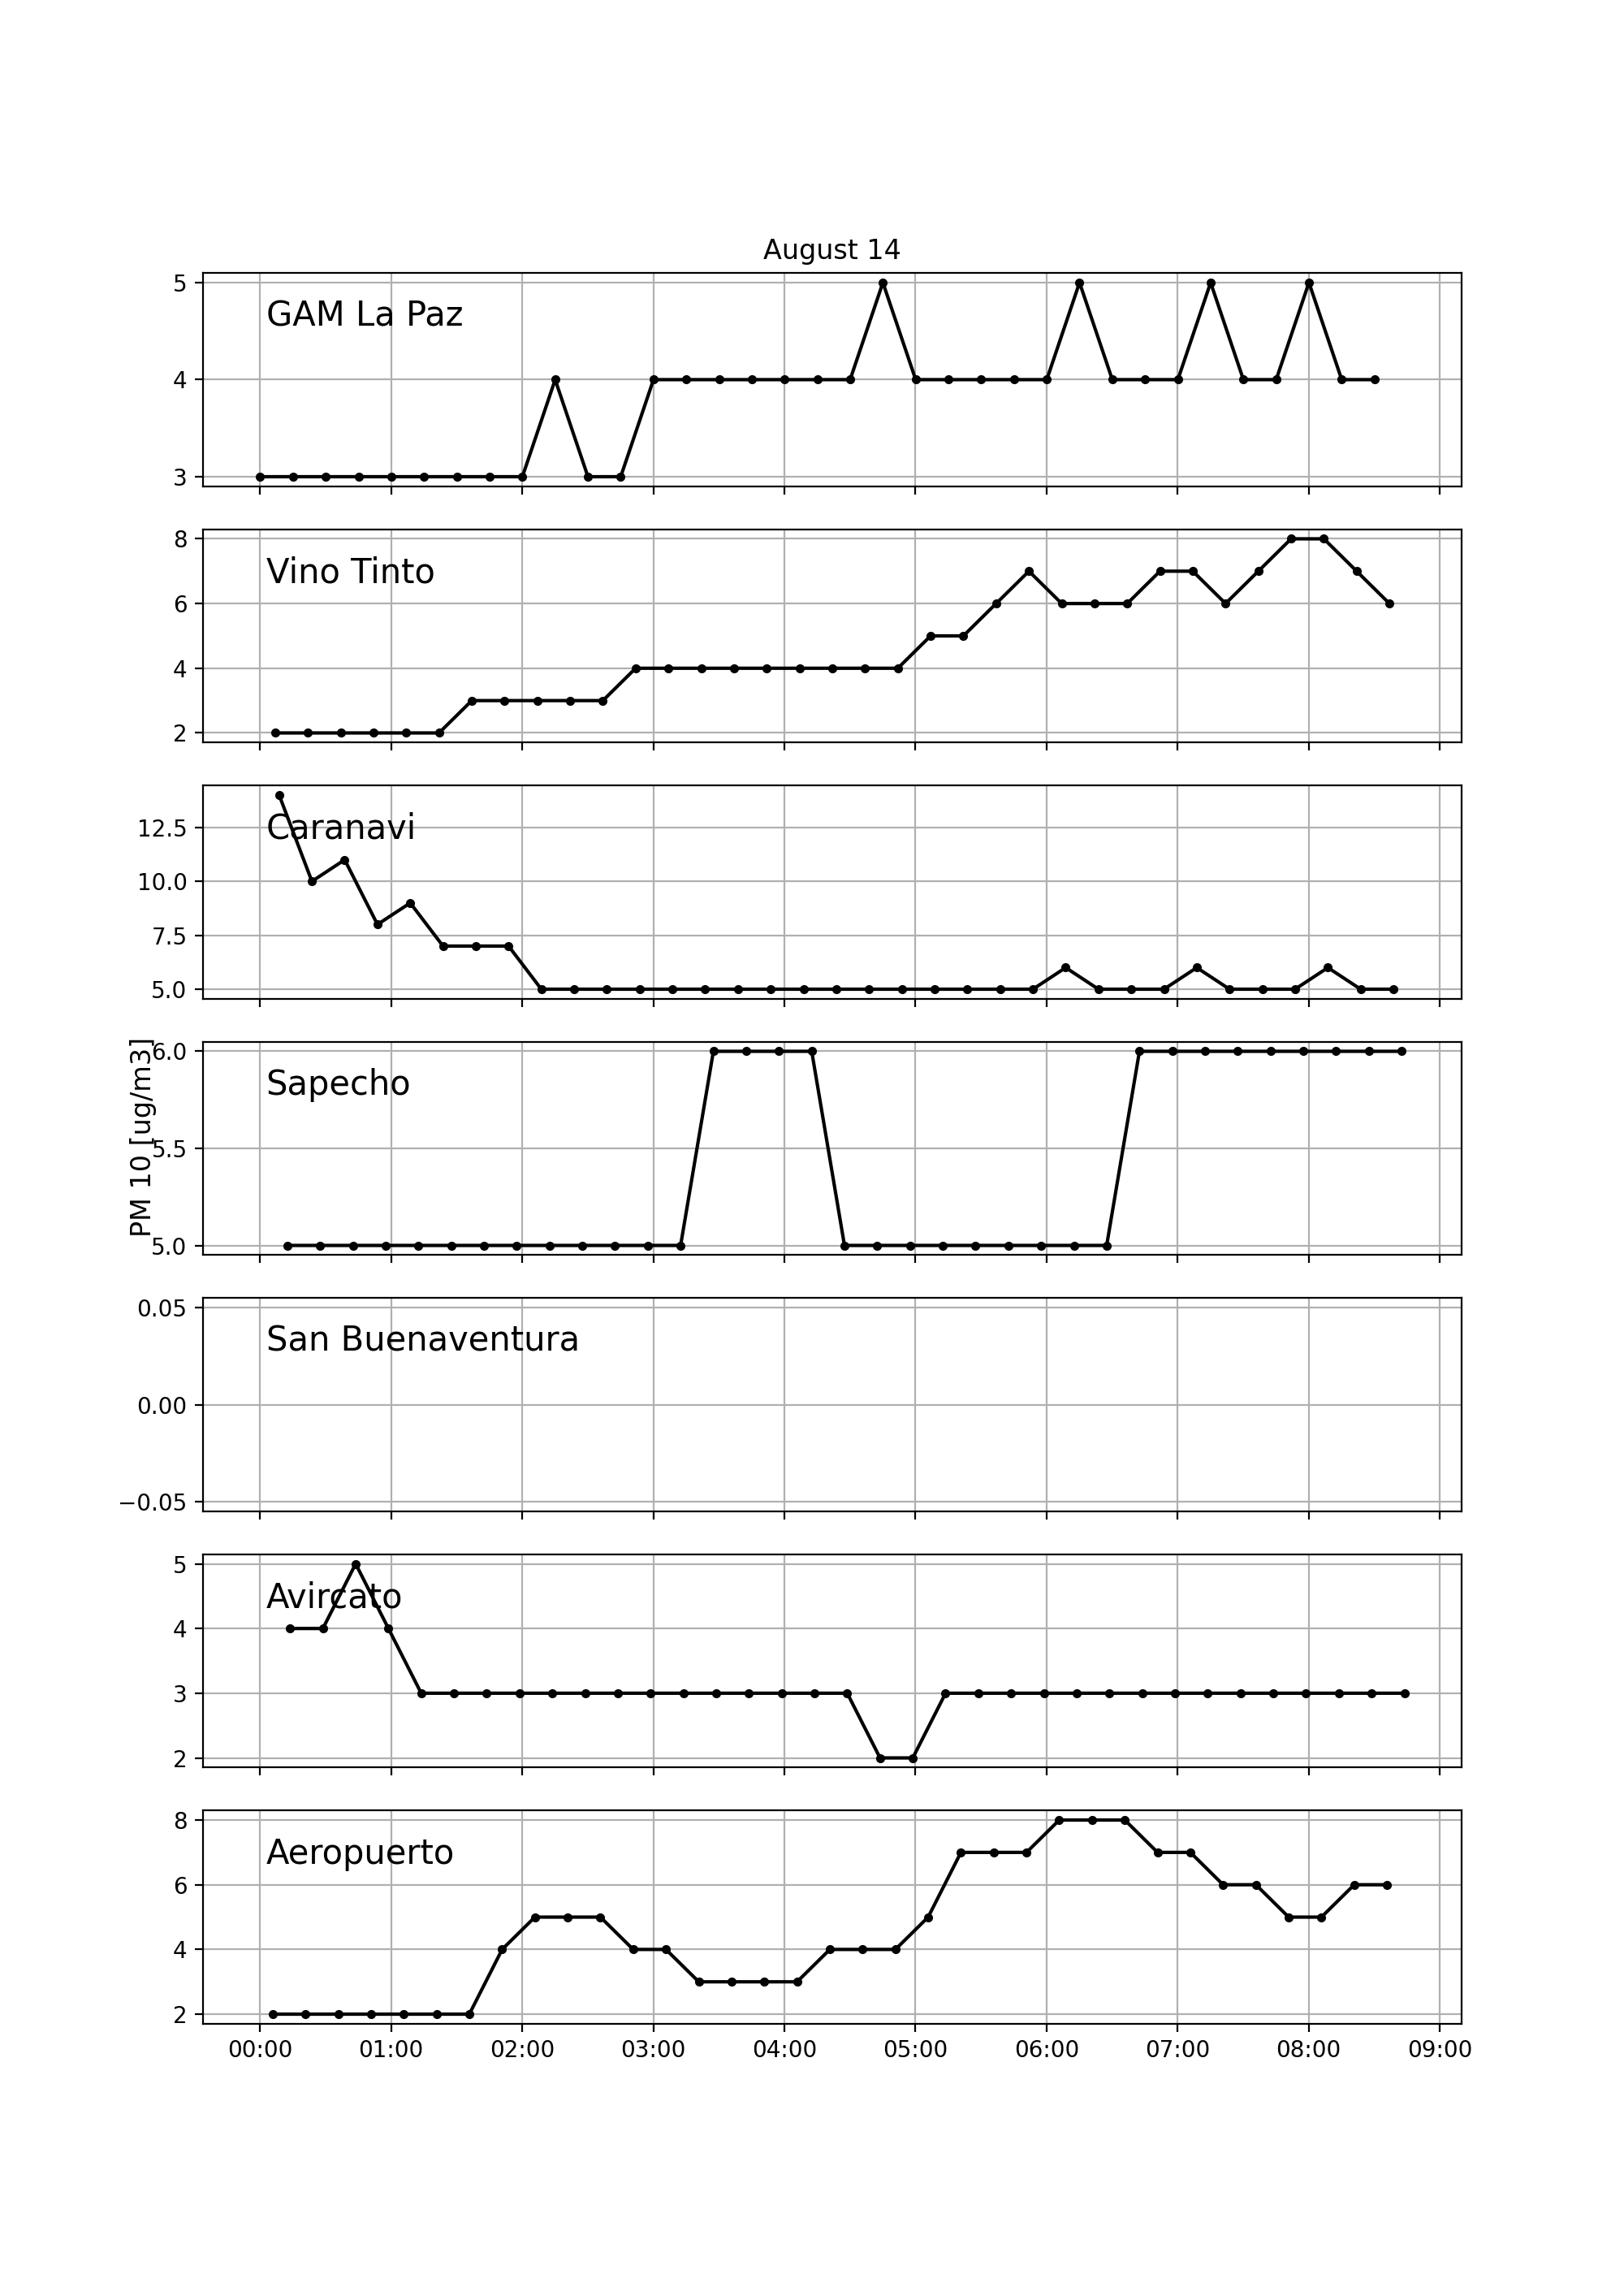 August 14
5
GAM La Paz
4
3
8
Vino Tinto
6
4
2
Caranavi
12.5
10.0
7.5
5.0
PM 10 [ug/m3]
6.0
Sapecho
5.5
5.0
0.05
San Buenaventura
0.00
−0.05
5
Avircato
4
3
2
8
Aeropuerto
6
4
2
00:00 01:00 02:00 03:00 04:00 05:00 06:00 07:00 08:00 09:00